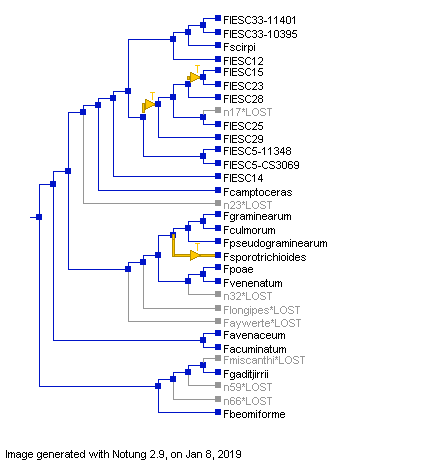 FIESC33-11401
FIESC33-10395
Fscirpi
FIESC12
T
FIESC15
T
FIESC23
FIESC28
n17*LOST
FIESC25
FIESC29
FIESC5-11348
FIESC5-CS3069
FIESC14
Fcamptoceras
n23*LOST
Fgraminearum
Fculmorum
Fpseudograminearum
T
Fsporotrichioides
Fpoae
Fvenenatum
n32*LOST
Flongipes*LOST
Faywerte*LOST
Favenaceum
Facuminatum
Fmiscanthi*LOST
Fgaditjirrii
n59*LOST
n66*LOST
Fbeomiforme
Image generated with Notung 2.9, on Jan 8, 2019